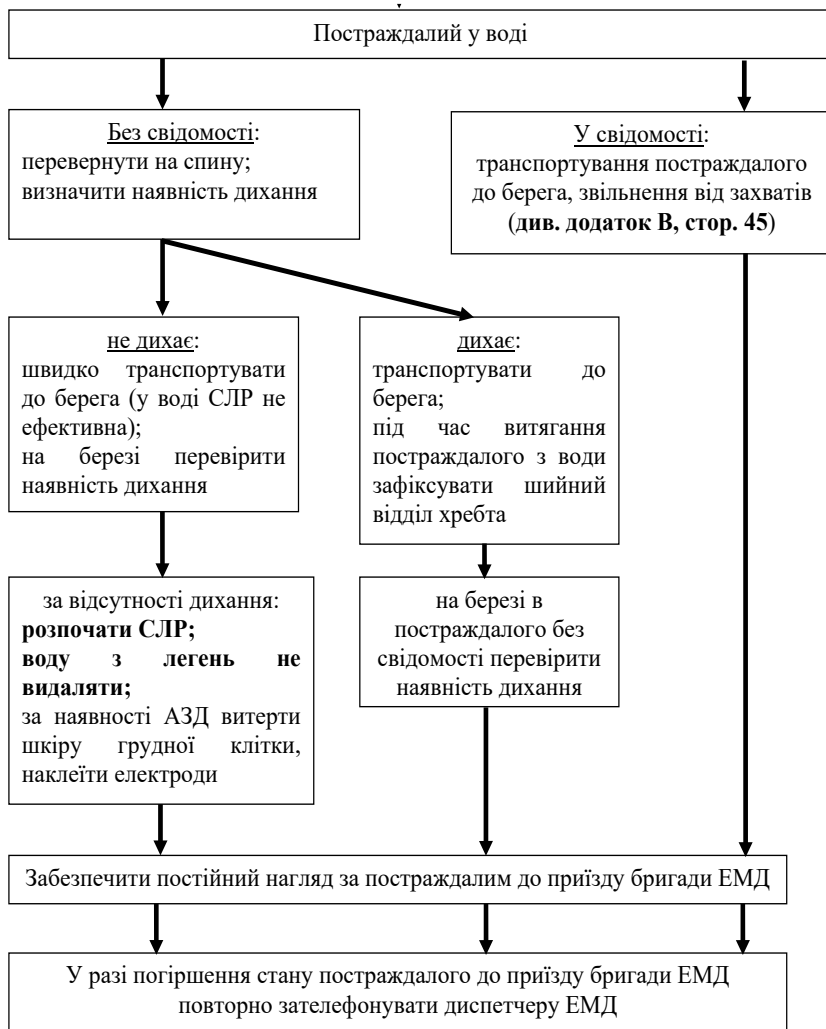 Постраждалий у воді
Без свідомості:
перевернути на спину;
визначити наявність дихання
У свідомості:
транспортування постраждалого
до берега, звільнення від захватів
(див. додаток В, стор. 45)
не дихає:
швидко транспортувати
до берега (у воді СЛР не
ефективна);
на березі перевірити
наявність дихання
дихає:
транспортувати до
берега;
під час витягання
постраждалого з води
зафіксувати шийний
відділ хребта
за відсутності дихання:
розпочати СЛР;
воду з легень не
видаляти;
за наявності АЗД витерти
шкіру грудної клітки,
наклеїти електроди
на березі в
постраждалого без
свідомості перевірити
наявність дихання
Забезпечити постійний нагляд за постраждалим до приїзду бригади ЕМД
У разі погіршення стану постраждалого до приїзду бригади ЕМД
повторно зателефонувати диспетчеру ЕМД